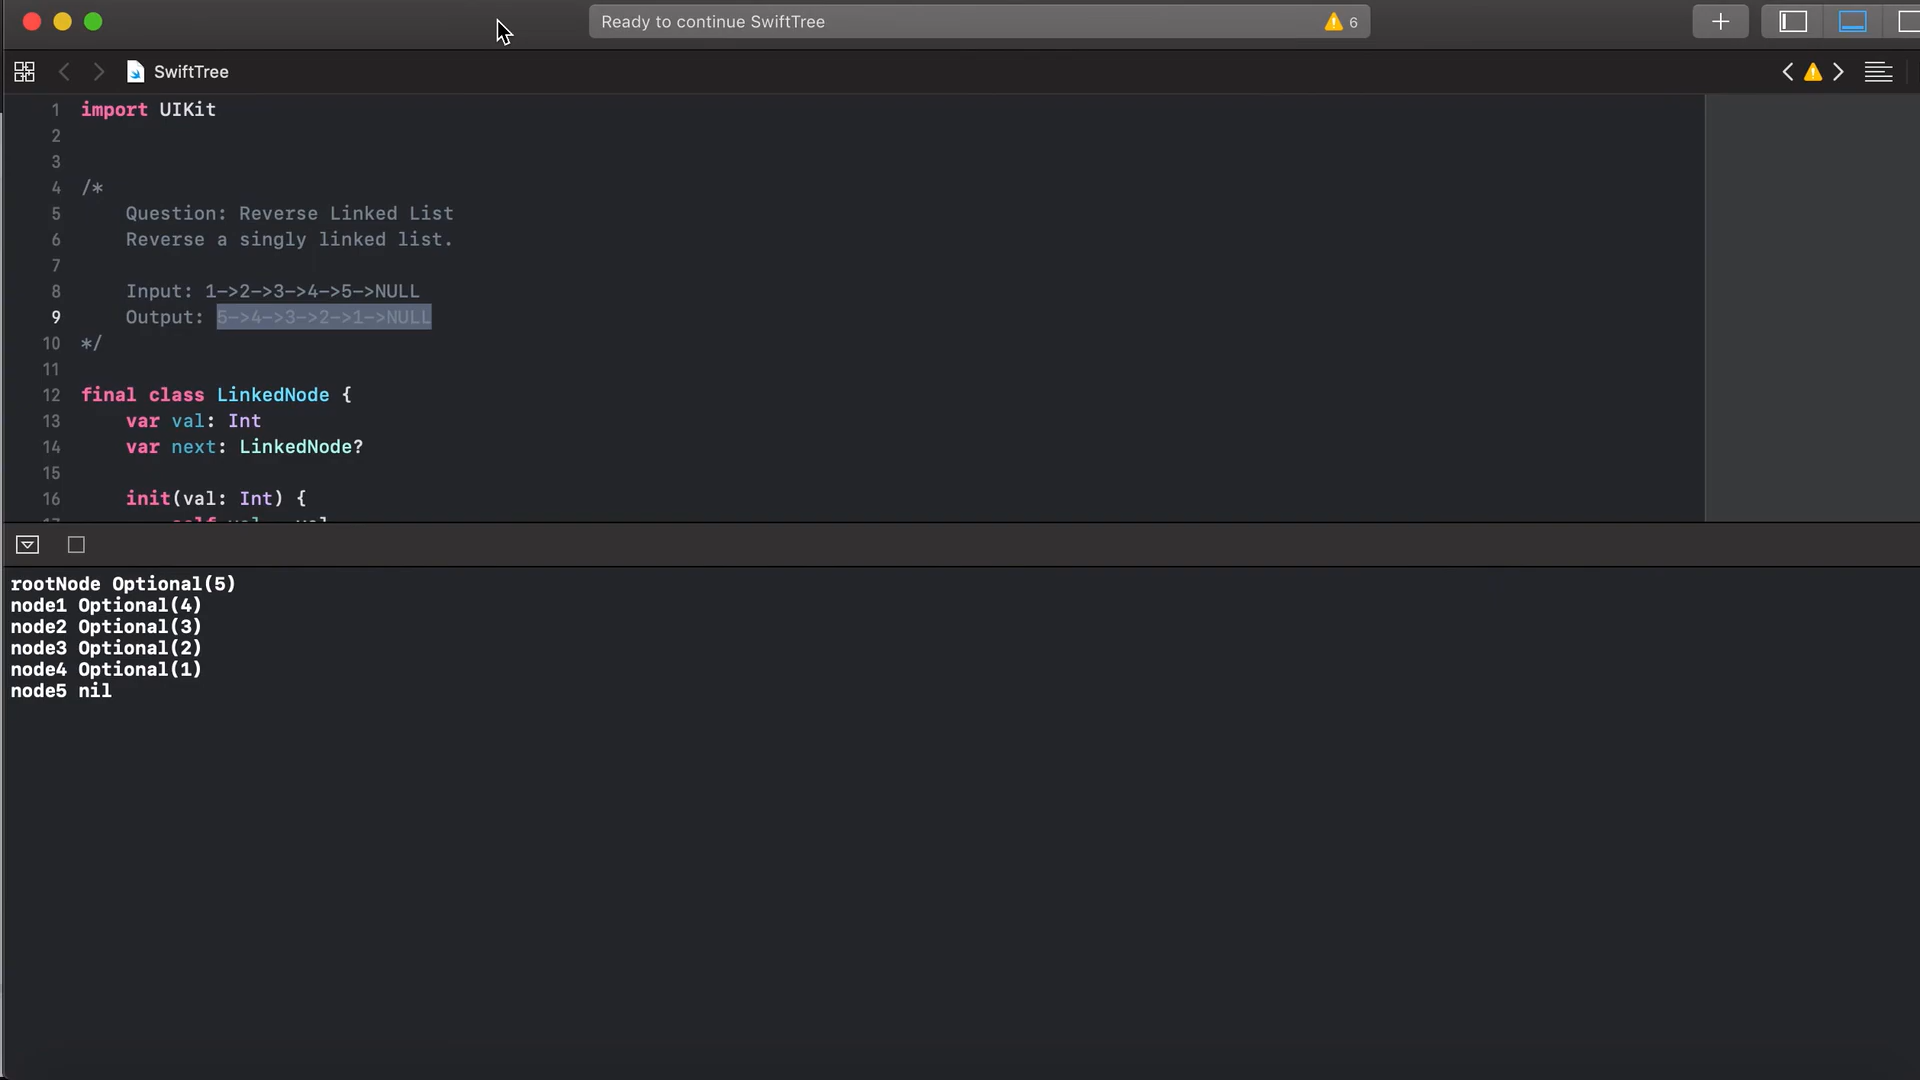 Ready to continue SwiftTree 6
SwiftTree
1 import UIKit
2
3
4 /*
5 Question: Reverse Linked List
6 Reverse a singly linked list.
7
8 Input: 1->2->3->4->5->NULL
9 Output: 5->4->3->2->1->NULL
10 */
11
12 final class LinkedNode {
13 var val: Int
14 var next: LinkedNode?
15
16 init(val: Int) {
rootNode Optional(5)
node1 Optional(4)
node2 Optional(3)
node3 Optional(2)
node4 Optional(1)
node5 nil